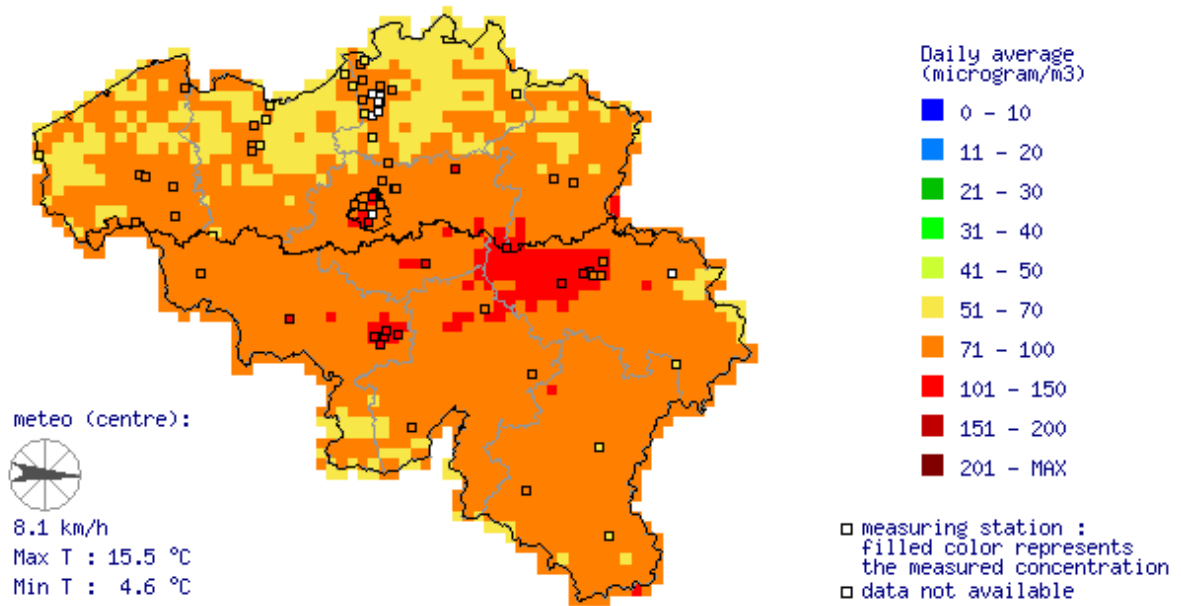 Daily average
(microgram/m3)
0 - 10
11 - 20
21 - 30
31 - 40
41 - 50
51 - 70
71 - 100
101 - 150
151 - 200
201 - MAX
meteo (centre):
8.1 km/h
Max T : 15.5 °C
Min T :  4.6 °C
measuring station :
filled color represents
the measured concentration
data not available